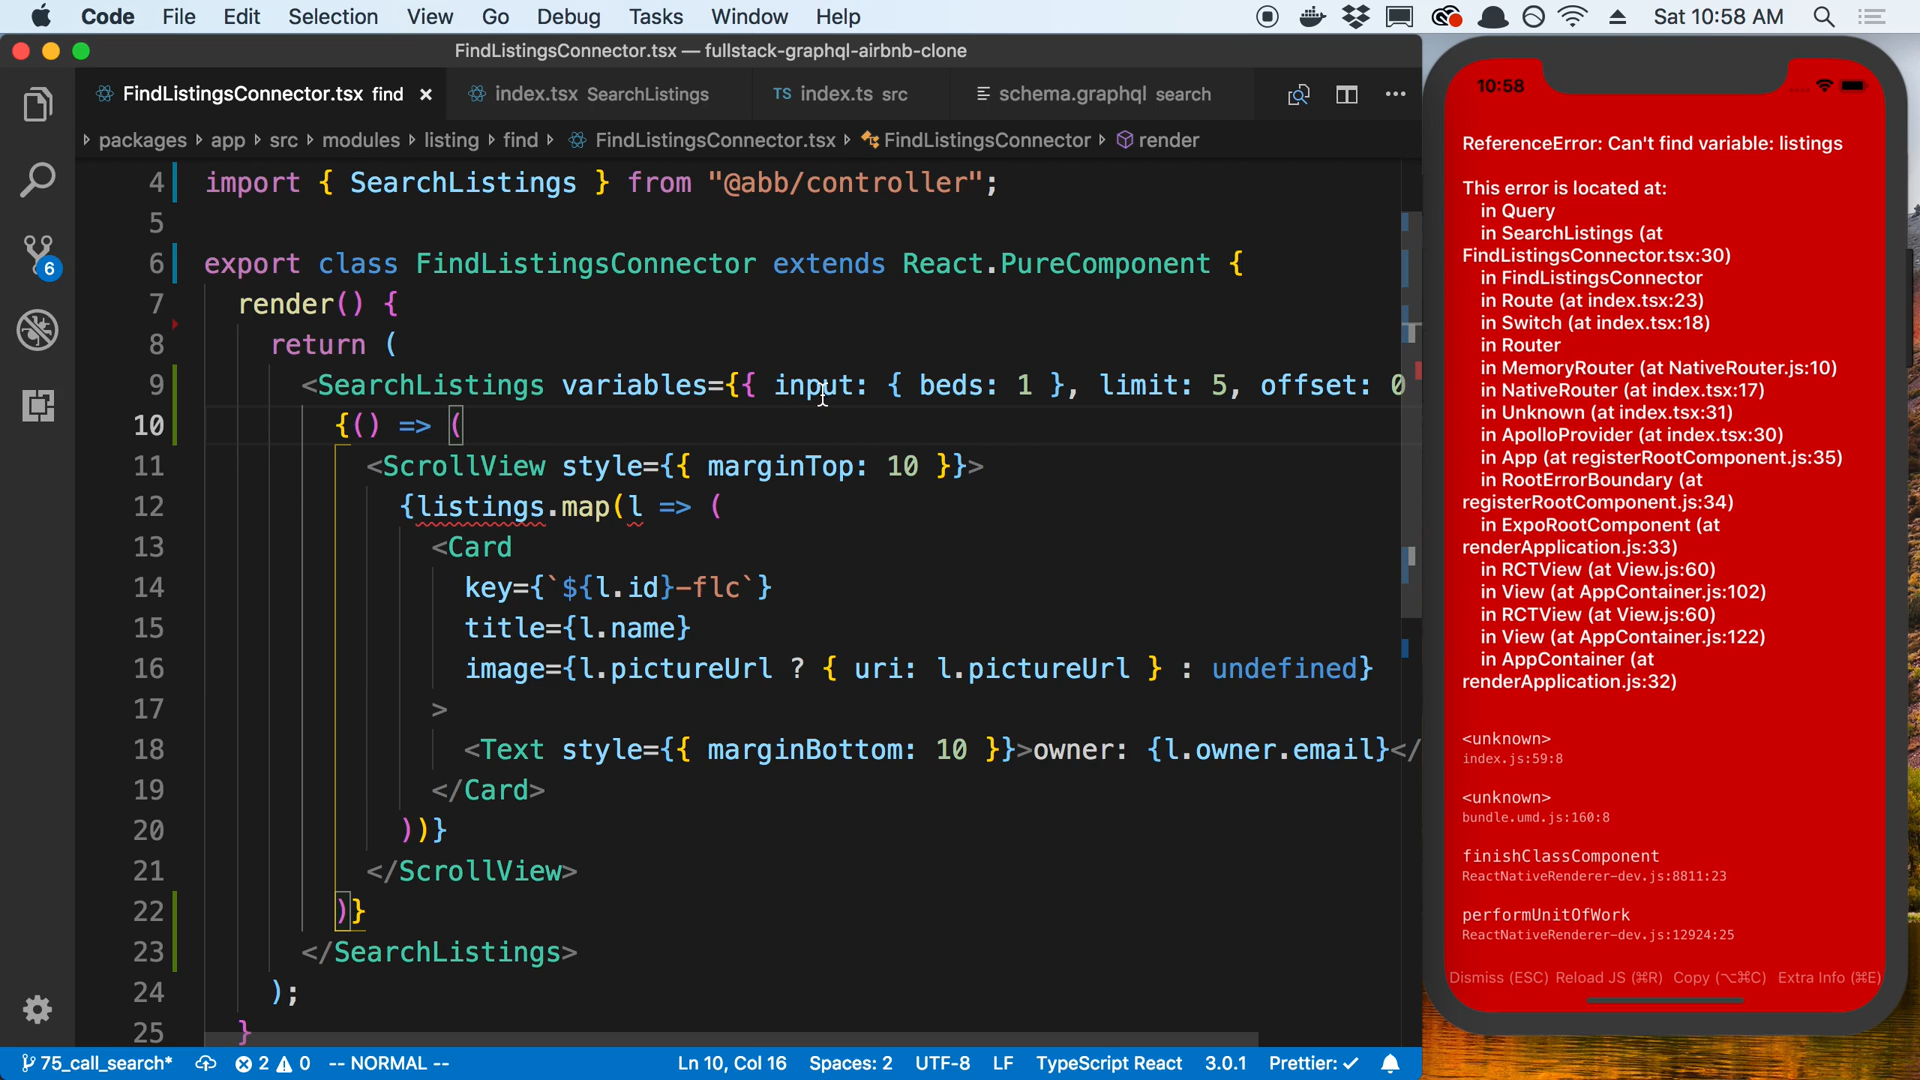 Code File Edit Selection View Go Debug Tasks Window Help Sat 10:58 AM
FindListingsConnector.tsx — fullstack-graphql-airbnb-clone
FindListingsConnector.tsx find × index.tsx SearchListings TS index.ts src schema.graphql search
packages app src modules listing find FindListingsConnector.tsx FindListingsConnector render
4 import { SearchListings } from "@abb/controller";
5
6 export class FindListingsConnector extends React.PureComponent {
7 render() {
8 return (
9 <SearchListings variables={{ input: { beds: 1 }, limit: 5, offset: 0
10 {() => (
11 <ScrollView style={{ marginTop: 10 }}>
12 {listings.map(l => (
13 <Card
14 key={`${l.id}-flc`}
15 title={l.name}
16 image={l.pictureUrl ? { uri: l.pictureUrl } : undefined}
17 >
18 <Text style={{ marginBottom: 10 }}>owner: {l.owner.email}</
19 </Card>
20 ))}
21 </ScrollView>
22 )}
23 </SearchListings>
24 );
25 }
6
75_call_search* 2 0 -- NORMAL -- Ln 10, Col 16 Spaces: 2 UTF-8 LF TypeScript React 3.0.1 Prettier: ✓
10:58
ReferenceError: Can't find variable: listings
This error is located at:
in Query
in SearchListings (at
FindListingsConnector.tsx:30)
in FindListingsConnector
in Route (at index.tsx:23)
in Switch (at index.tsx:18)
in Router
in MemoryRouter (at NativeRouter.js:10)
in NativeRouter (at index.tsx:17)
in Unknown (at index.tsx:31)
in ApolloProvider (at index.tsx:30)
in App (at registerRootComponent.js:35)
in RootErrorBoundary (at
registerRootComponent.js:34)
in ExpoRootComponent (at
renderApplication.js:33)
in RCTView (at View.js:60)
in View (at AppContainer.js:102)
in RCTView (at View.js:60)
in View (at AppContainer.js:122)
in AppContainer (at
renderApplication.js:32)
<unknown>
index.js:59:8
<unknown>
bundle.umd.js:160:8
finishClassComponent
ReactNativeRenderer-dev.js:8811:23
performUnitOfWork
ReactNativeRenderer-dev.js:12924:25
Dismiss (ESC) Reload JS (⌘R) Copy (⌥⌘C) Extra Info (⌘E)